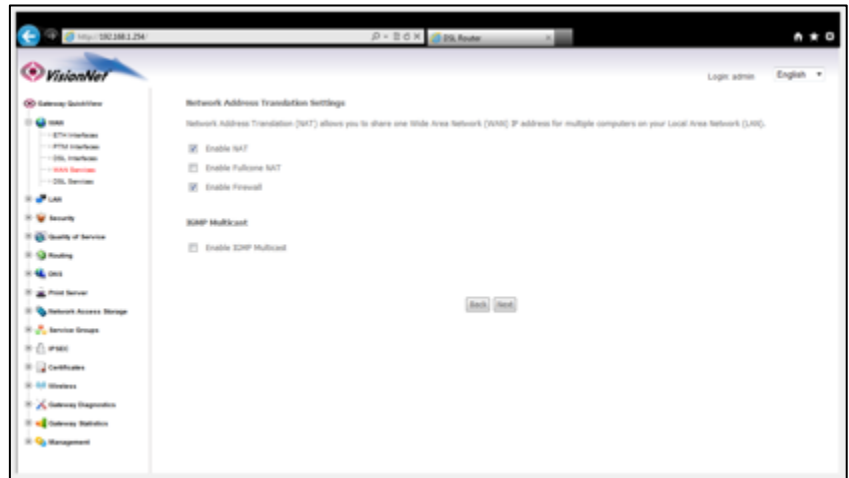 http://192.168.1.254/
DSL Router
VisionNet
Login: admin
English
Gateway QuickView
WAN
ETH Interfaces
PTM Interfaces
DSL Interfaces
WAN Services
DSL Services
LAN
Security
Quality of Service
Routing
DNS
Print Server
Network Access Storage
Service Groups
IPSEC
Certificates
Wireless
Gateway Diagnostics
Gateway Statistics
Management
Network Address Translation Settings
Network Address Translation (NAT) allows you to share one Wide Area Network (WAN) IP address for multiple computers on your Local Area Network (LAN).
Enable NAT
Enable Fullcone NAT
Enable Firewall
IGMP Multicast
Enable IGMP Multicast
Back Next